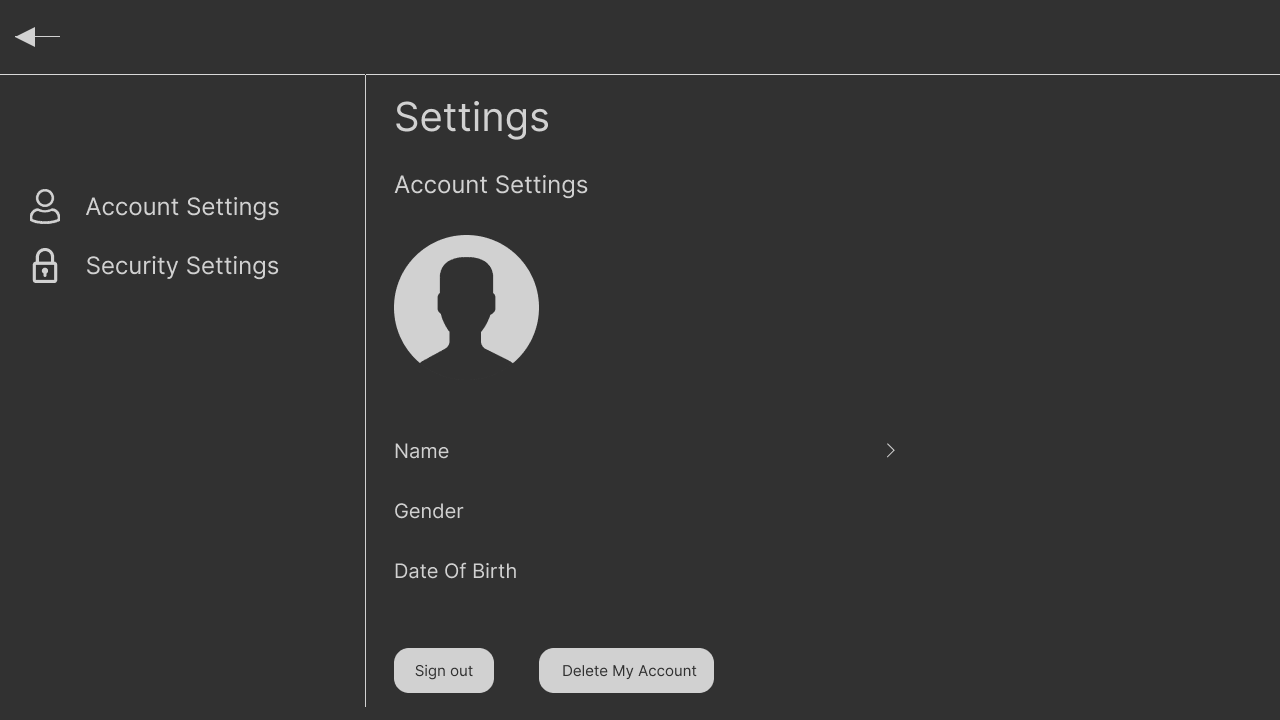 Settings
Account Settings
Account Settings
Security Settings
Name
Gender
Date Of Birth
Sign out
Delete My Account